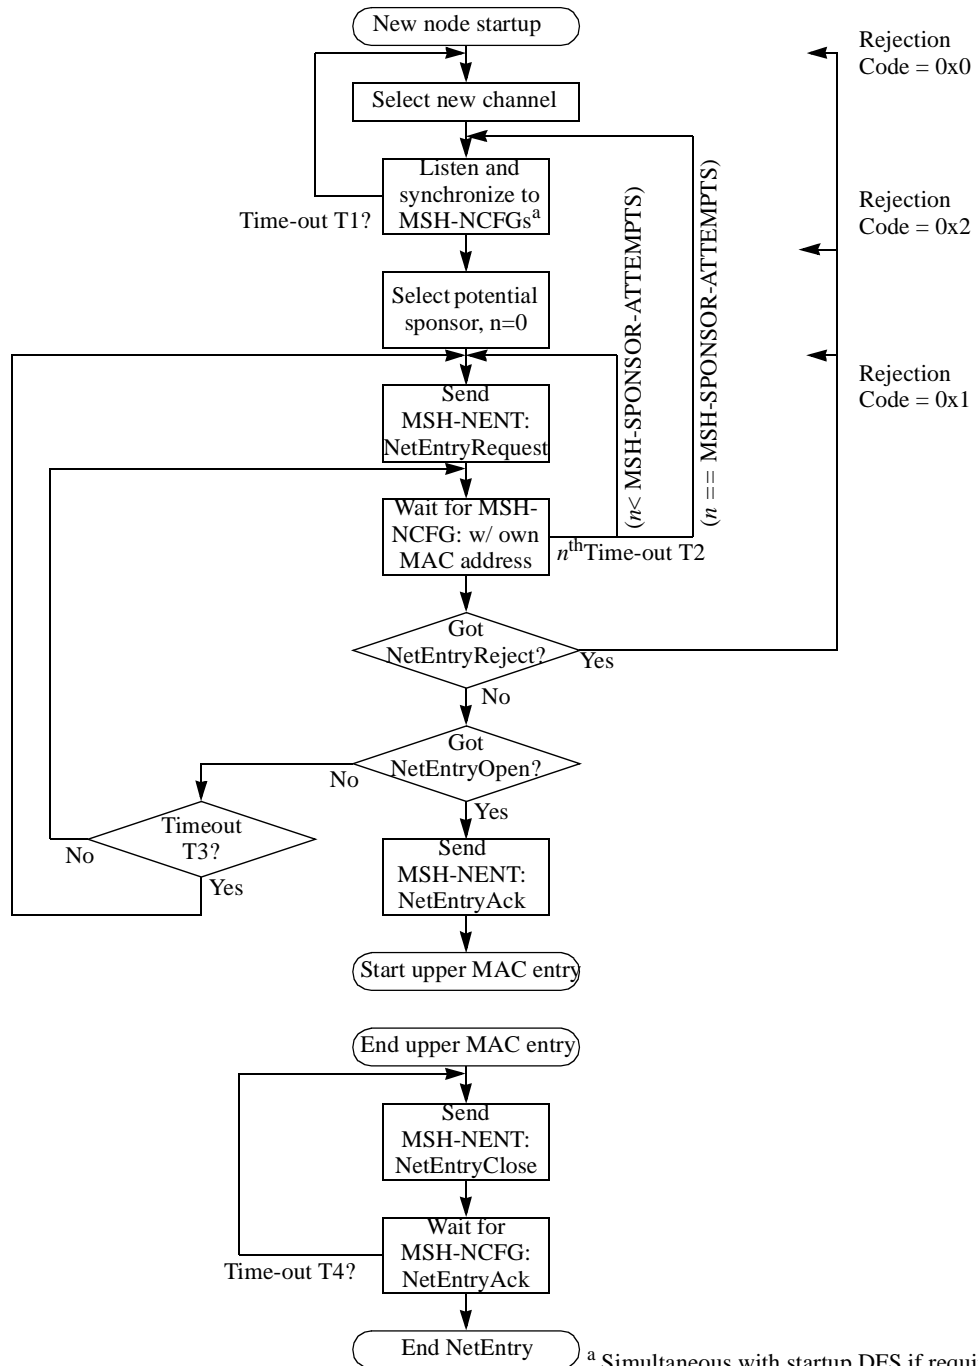 New node startup
Rejection
Code = 0x0
Select new channel
Listen and
synchronize to
MSH-NCFGsᵃ
Time-out T1?
Rejection
Code = 0x2
(n< MSH-SPONSOR-ATTEMPTS)
(n == MSH-SPONSOR-ATTEMPTS)
Select potential
sponsor, n=0
Rejection
Code = 0x1
Send
MSH-NENT:
NetEntryRequest
Wait for MSH-
NCFG: w/ own
MAC address
nᵗʰTime-out T2
Got
NetEntryReject?
Yes
No
Got
NetEntryOpen?
No
Yes
Timeout
T3?
No
Yes
Send
MSH-NENT:
NetEntryAck
Start upper MAC entry
End upper MAC entry
Send
MSH-NENT:
NetEntryClose
Wait for
MSH-NCFG:
NetEntryAck
Time-out T4?
End NetEntry
ᵃ Simultaneous with startup DFS if requi